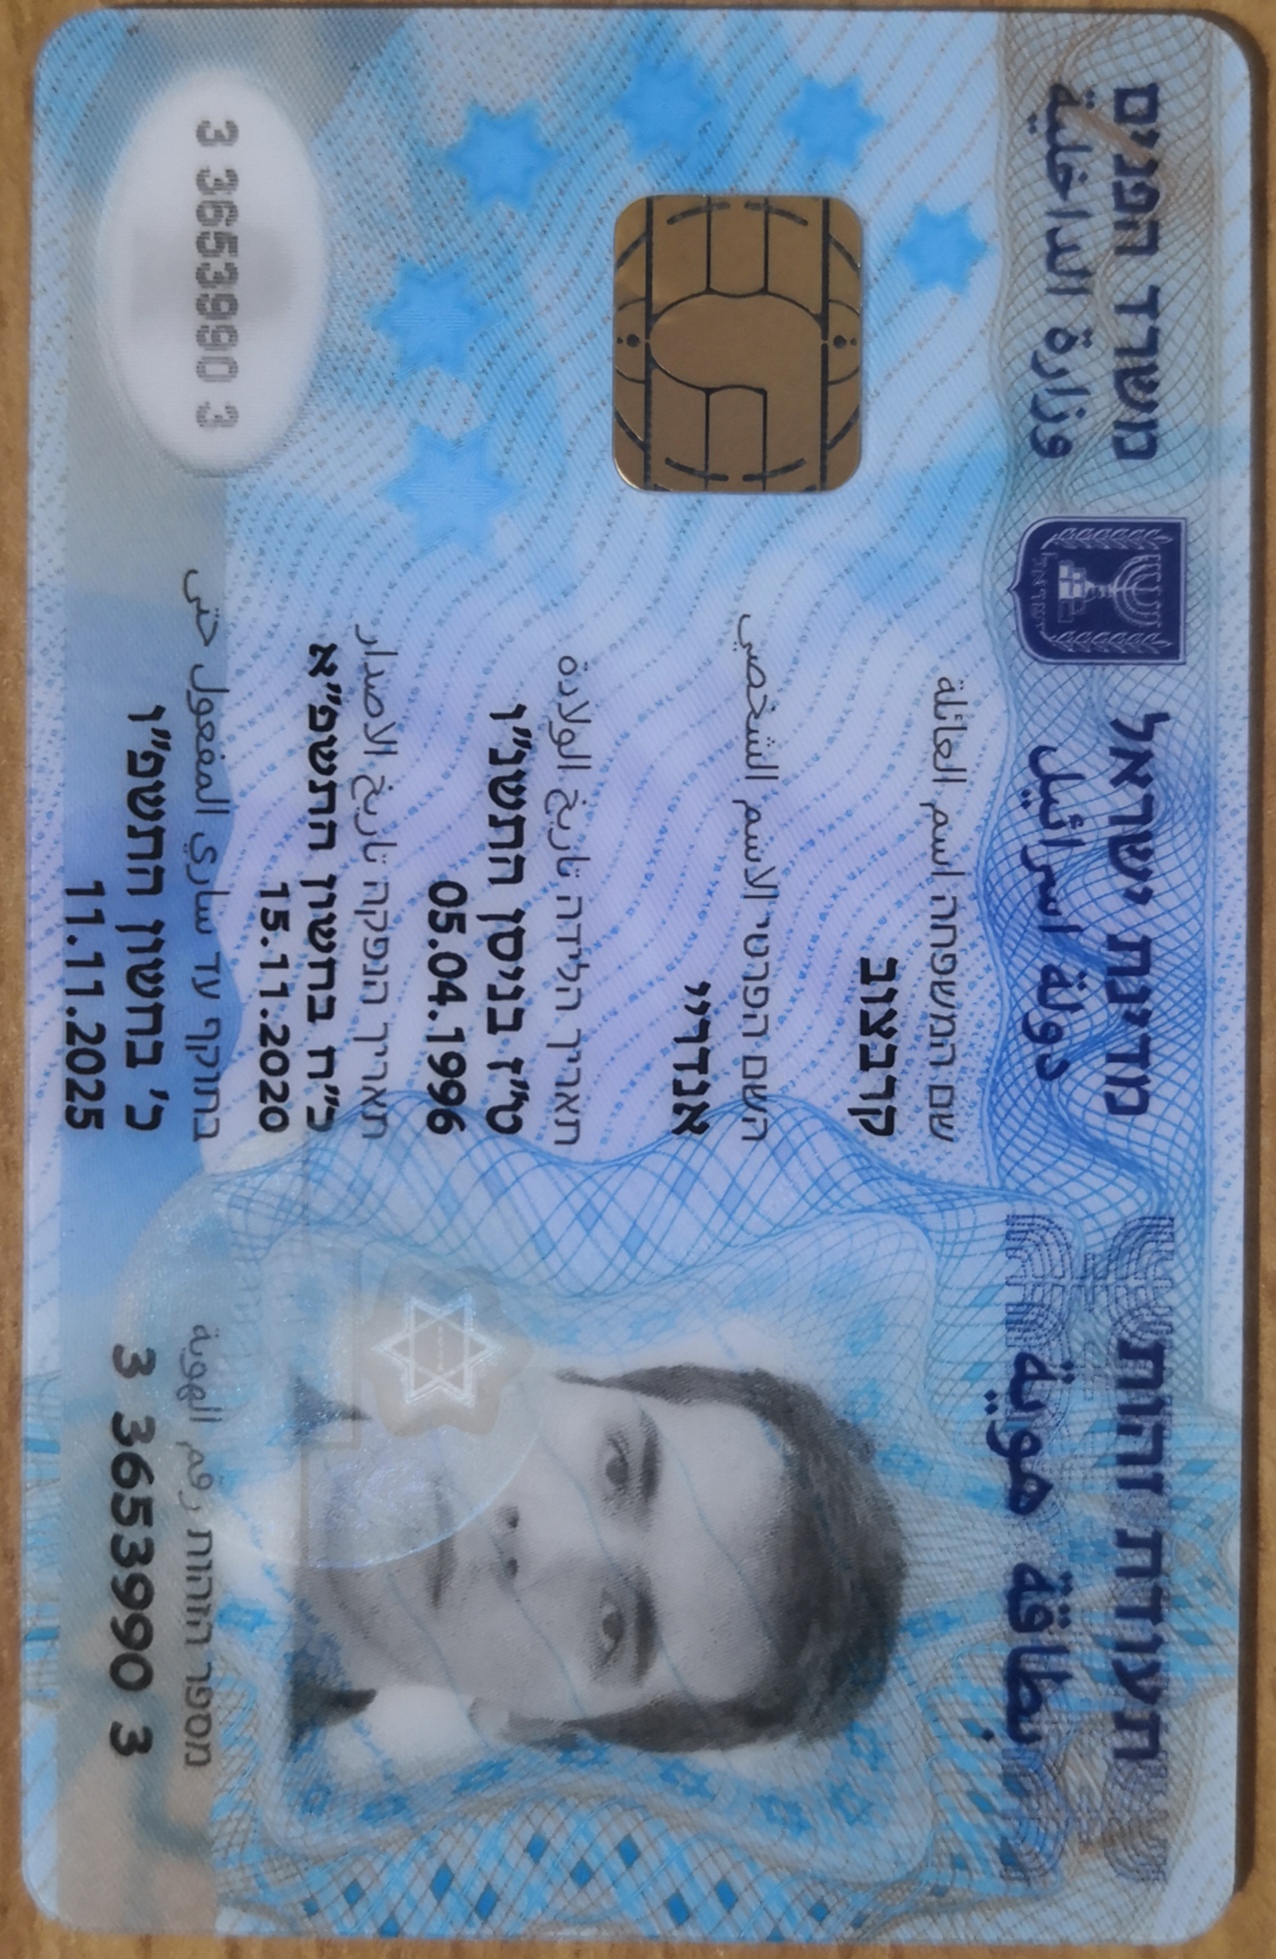 תעודת זהות מדינת ישראל משרד הפנים
بطاقة هوية دولة اسرائيل وزارة الداخلية
שם המשפחה اسم العائلة
קרבצוב
השם הפרטי الاسم الشخصي
אנדריי
תאריך הלידה تاريخ الولادة
ט"ז בניסן התשנ"ו
05.04.1996
תאריך הנפקה تاريخ الاصدار
כ"ח בחשון התשפ"א
15.11.2020
בתוקף עד ساري المفعول حتى
כ' בחשון התשפ"ו
11.11.2025
מספר הזהות رقم الهوية
3 3653990 3
3 3653990 3